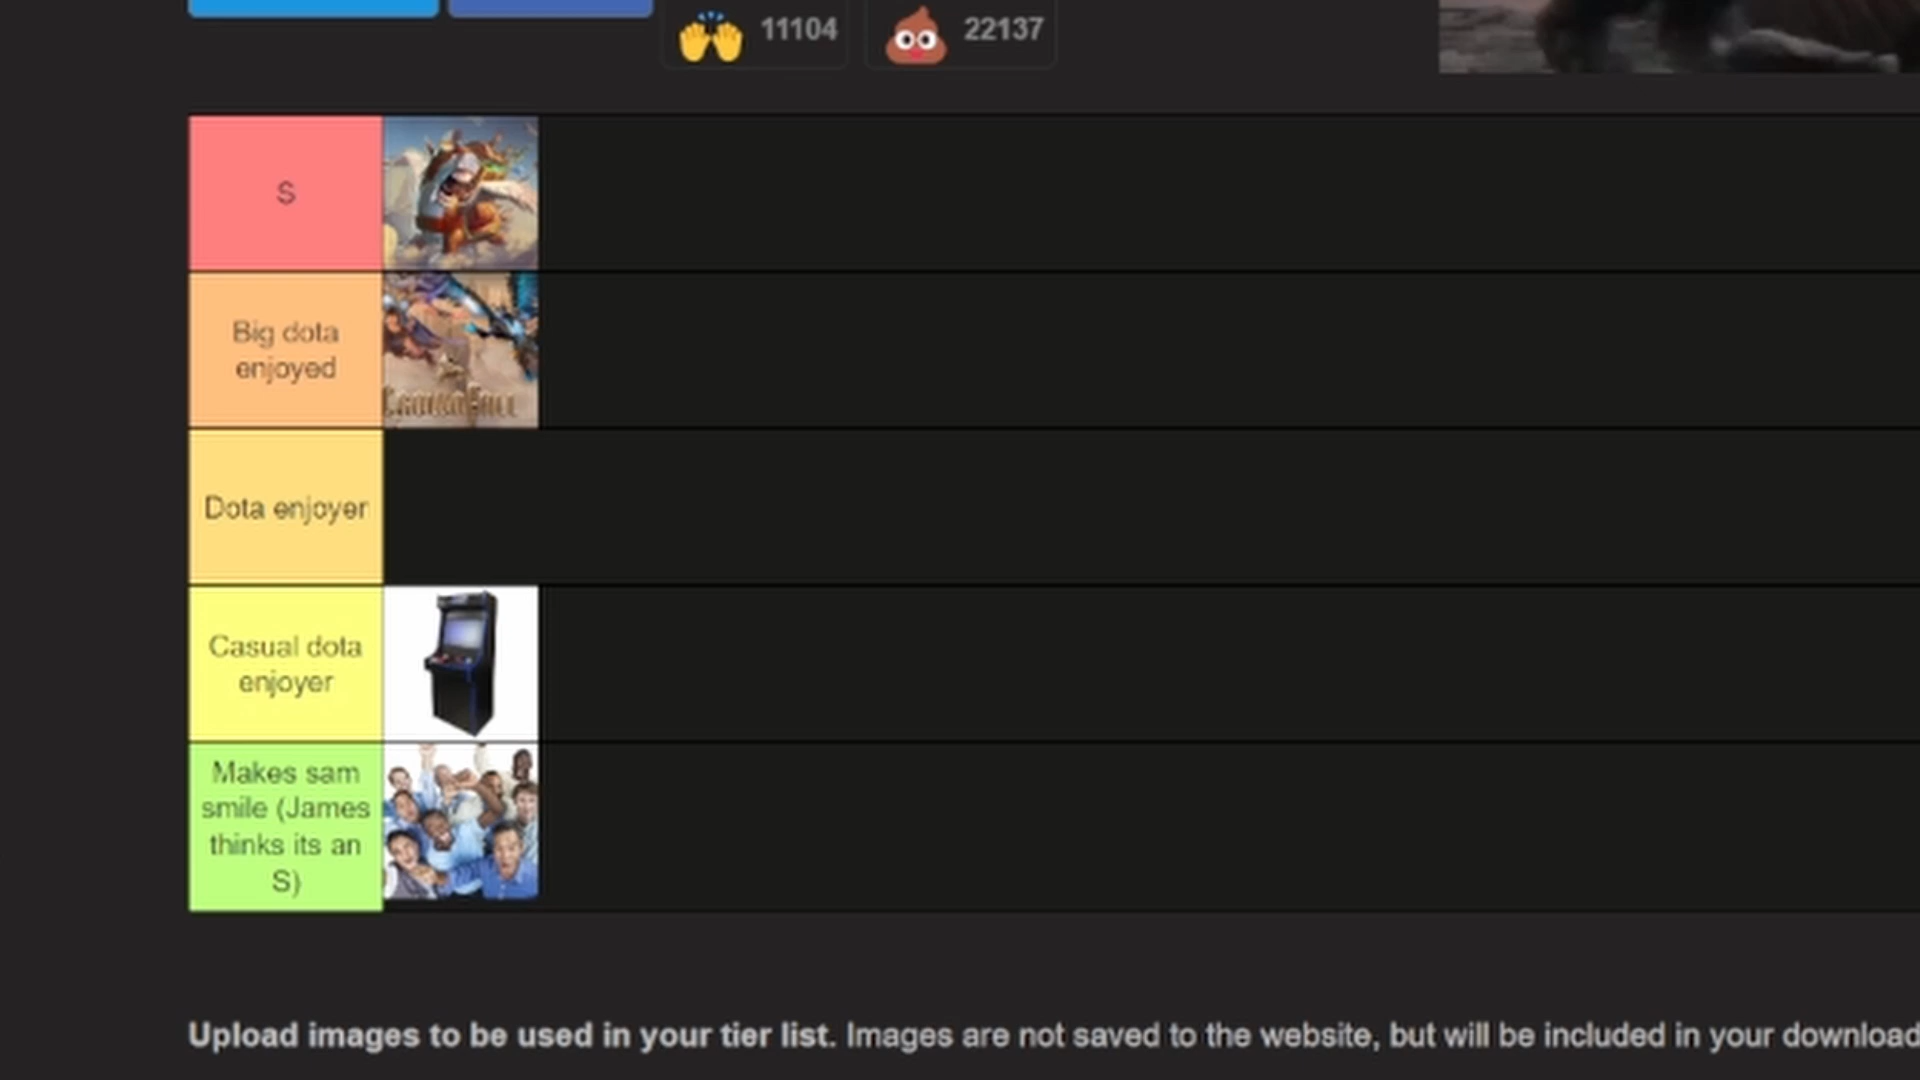 11104
22137
S
Big dota
enjoyed
CROWNFALL
Dota enjoyer
Casual dota
enjoyer
Makes sam
smile (James
thinks its an
S)
Upload images to be used in your tier list. Images are not saved to the website, but will be included in your download